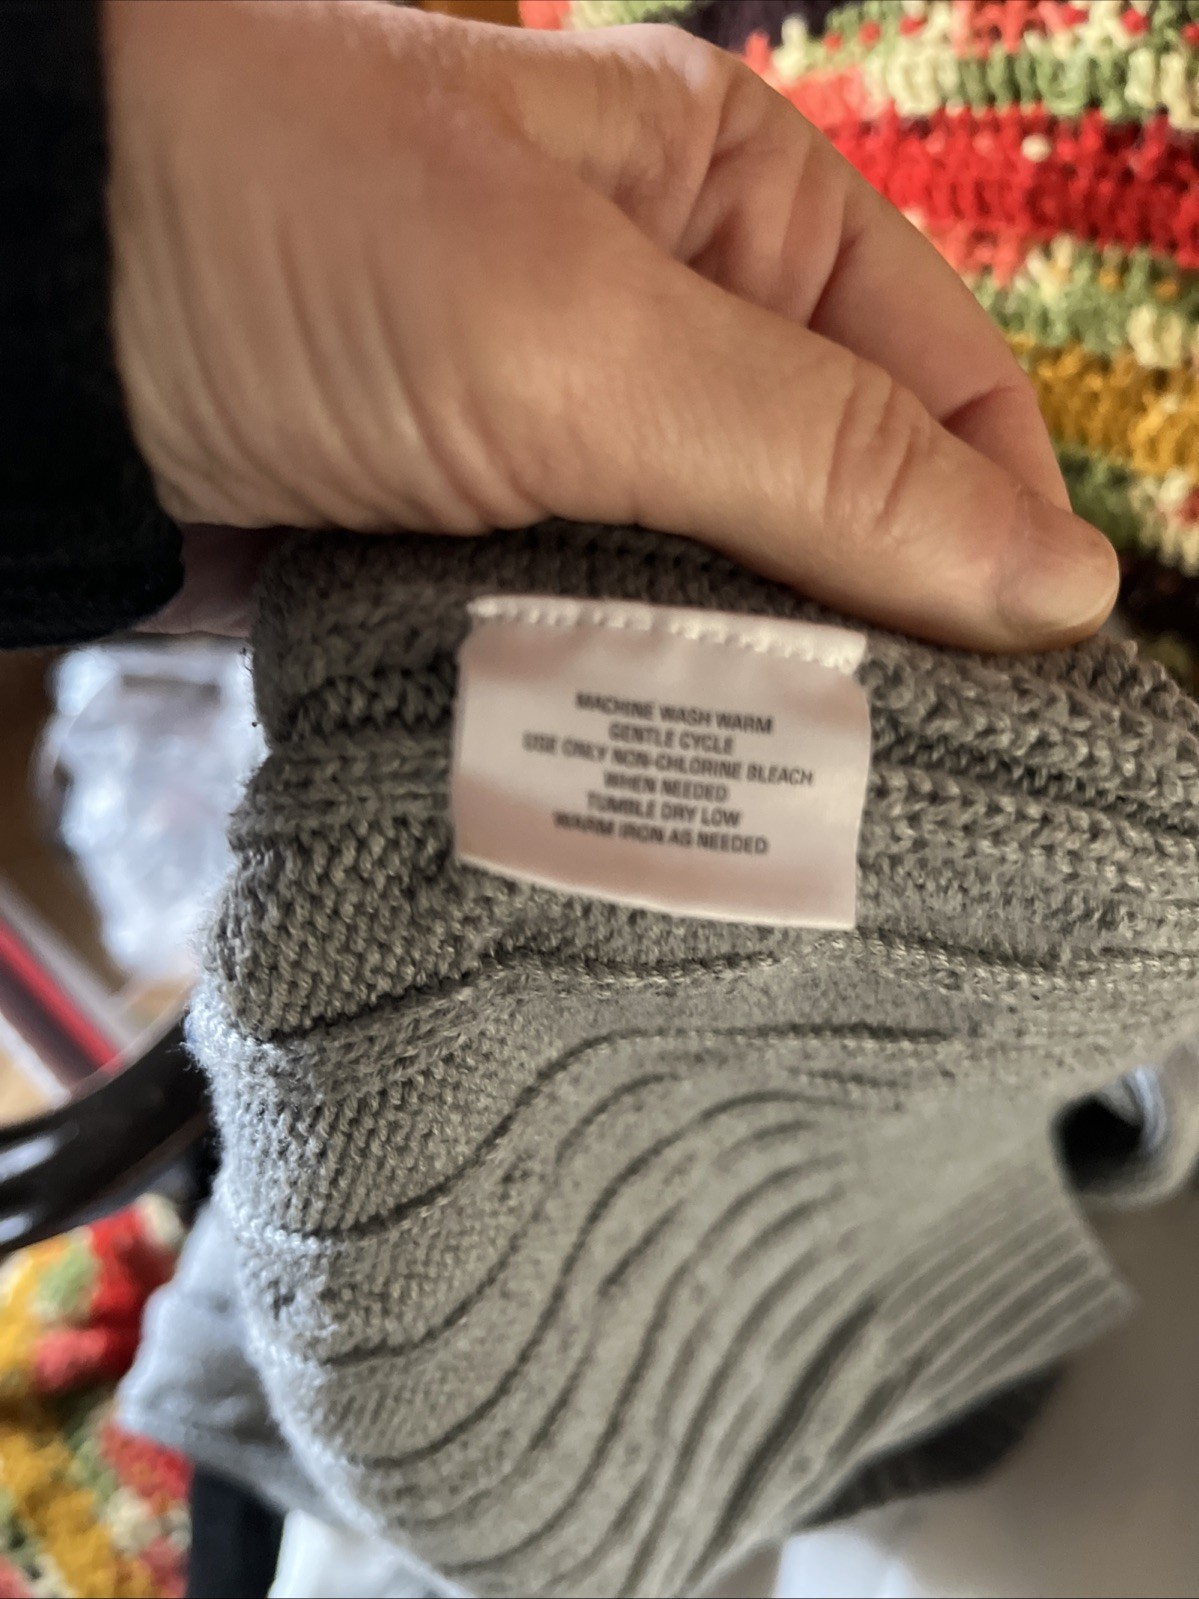 MACHINE WASH WARM
GENTLE CYCLE
USE ONLY NON-CHLORINE BLEACH
WHEN NEEDED
TUMBLE DRY LOW
WARM IRON AS NEEDED